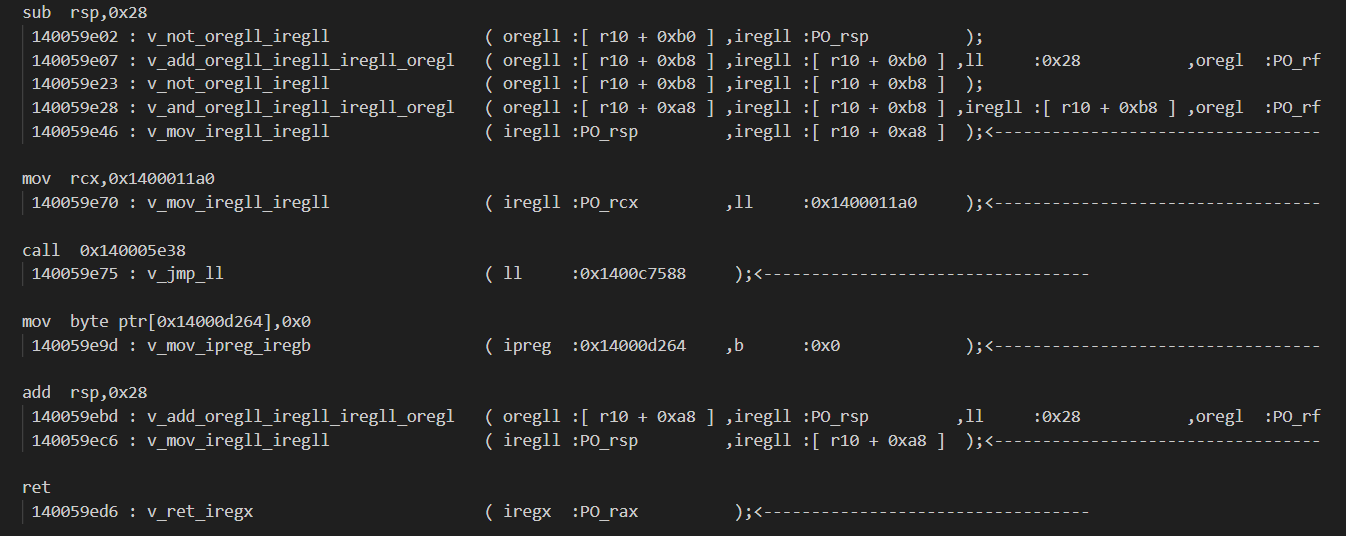 sub  rsp,0x28
140059e02 : v_not_oregll_iregll                ( oregll :[ r10 + 0xb0 ] ,iregll :PO_rsp          );
140059e07 : v_add_oregll_iregll_iregll_oregl   ( oregll :[ r10 + 0xb8 ] ,iregll :[ r10 + 0xb0 ] ,ll     :0x28           ,oregl  :PO_rf
140059e23 : v_not_oregll_iregll                ( oregll :[ r10 + 0xb8 ] ,iregll :[ r10 + 0xb8 ]  );
140059e28 : v_and_oregll_iregll_iregll_oregl   ( oregll :[ r10 + 0xa8 ] ,iregll :[ r10 + 0xb8 ] ,iregll :[ r10 + 0xb8 ] ,oregl  :PO_rf
140059e46 : v_mov_iregll_iregll                ( iregll :PO_rsp         ,iregll :[ r10 + 0xa8 ]  );<----------------------------------
mov  rcx,0x1400011a0
140059e70 : v_mov_iregll_iregll                ( iregll :PO_rcx         ,ll     :0x1400011a0     );<----------------------------------
call  0x140005e38
140059e75 : v_jmp_ll                           ( ll     :0x1400c7588     );<----------------------------------
mov  byte ptr[0x14000d264],0x0
140059e9d : v_mov_ipreg_iregb                  ( ipreg  :0x14000d264    ,b      :0x0             );<----------------------------------
add  rsp,0x28
140059ebd : v_add_oregll_iregll_iregll_oregl   ( oregll :[ r10 + 0xa8 ] ,iregll :PO_rsp         ,ll     :0x28           ,oregl  :PO_rf
140059ec6 : v_mov_iregll_iregll                ( iregll :PO_rsp         ,iregll :[ r10 + 0xa8 ]  );<----------------------------------
ret
140059ed6 : v_ret_iregx                        ( iregx  :PO_rax          );<----------------------------------